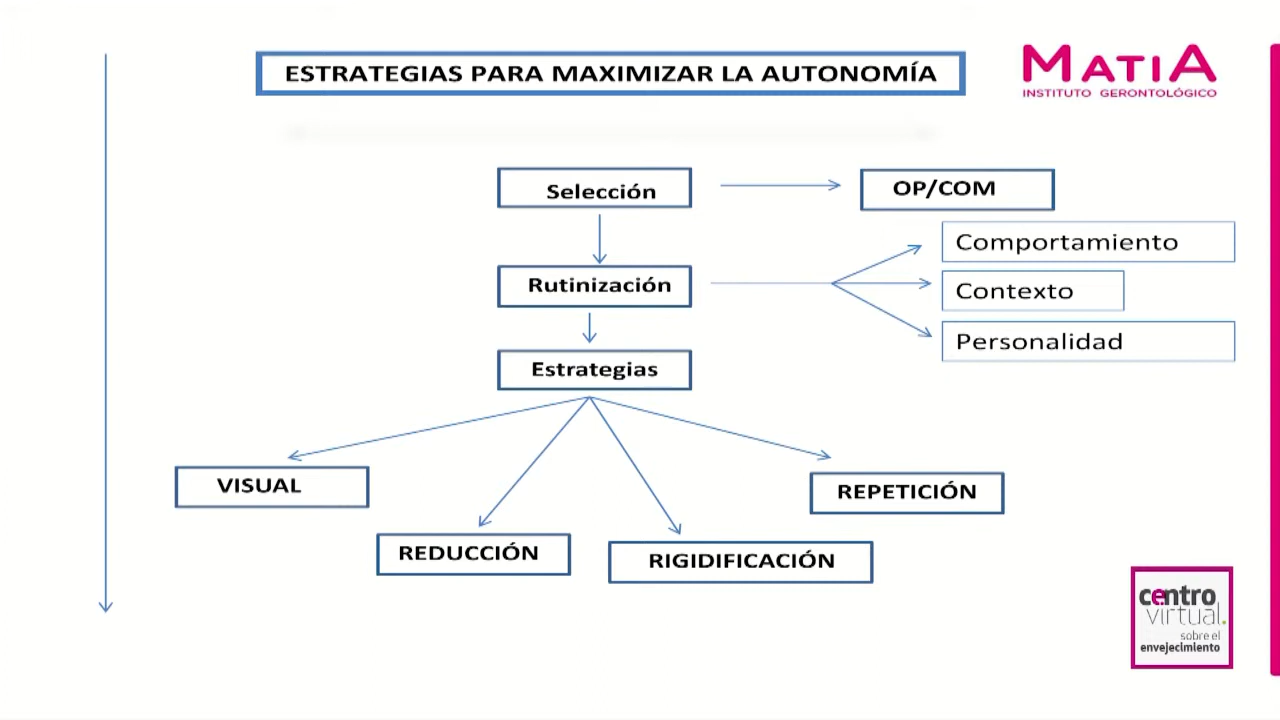 ESTRATEGIAS PARA MAXIMIZAR LA AUTONOMÍA
MATIA
INSTITUTO GERONTOLÓGICO
Selección
OP/COM
Comportamiento
Rutinización
Contexto
Personalidad
Estrategias
VISUAL
REPETICIÓN
REDUCCIÓN
RIGIDIFICACIÓN
centro
virtual.
sobre el
envejecimiento